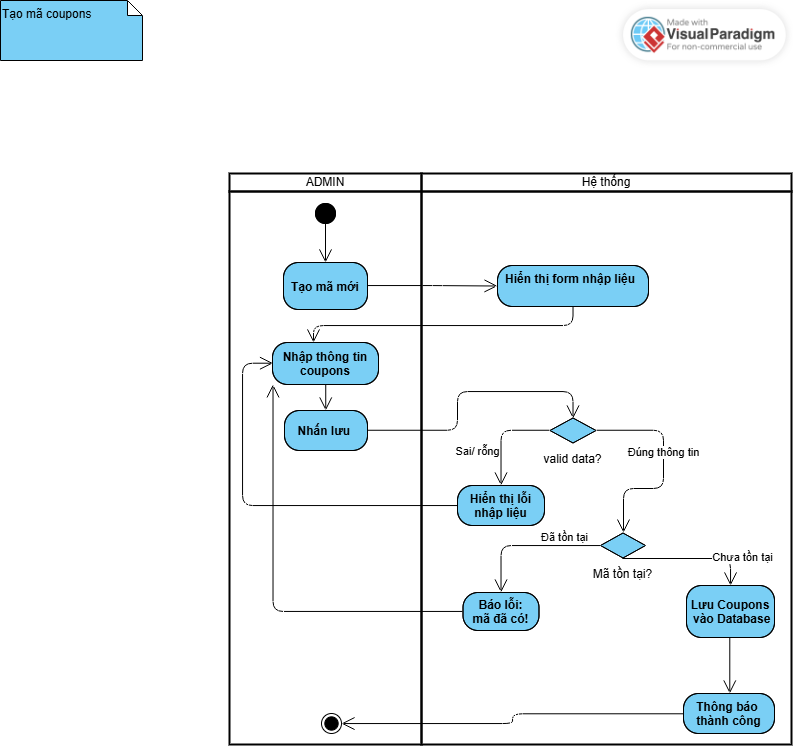 Tạo mã coupons
Made with
VisualParadigm
For non-commercial use
ADMIN
Hệ thống
Tạo mã mới
Hiển thị form nhập liệu
Nhập thông tin
coupons
Nhấn lưu
Sai/ rỗng
valid data?
Đúng thông tin
Hiển thị lỗi
nhập liệu
Đã tồn tại
Mã tồn tại?
Chưa tồn tại
Báo lỗi:
mã đã có!
Lưu Coupons
vào Database
Thông báo
thành công